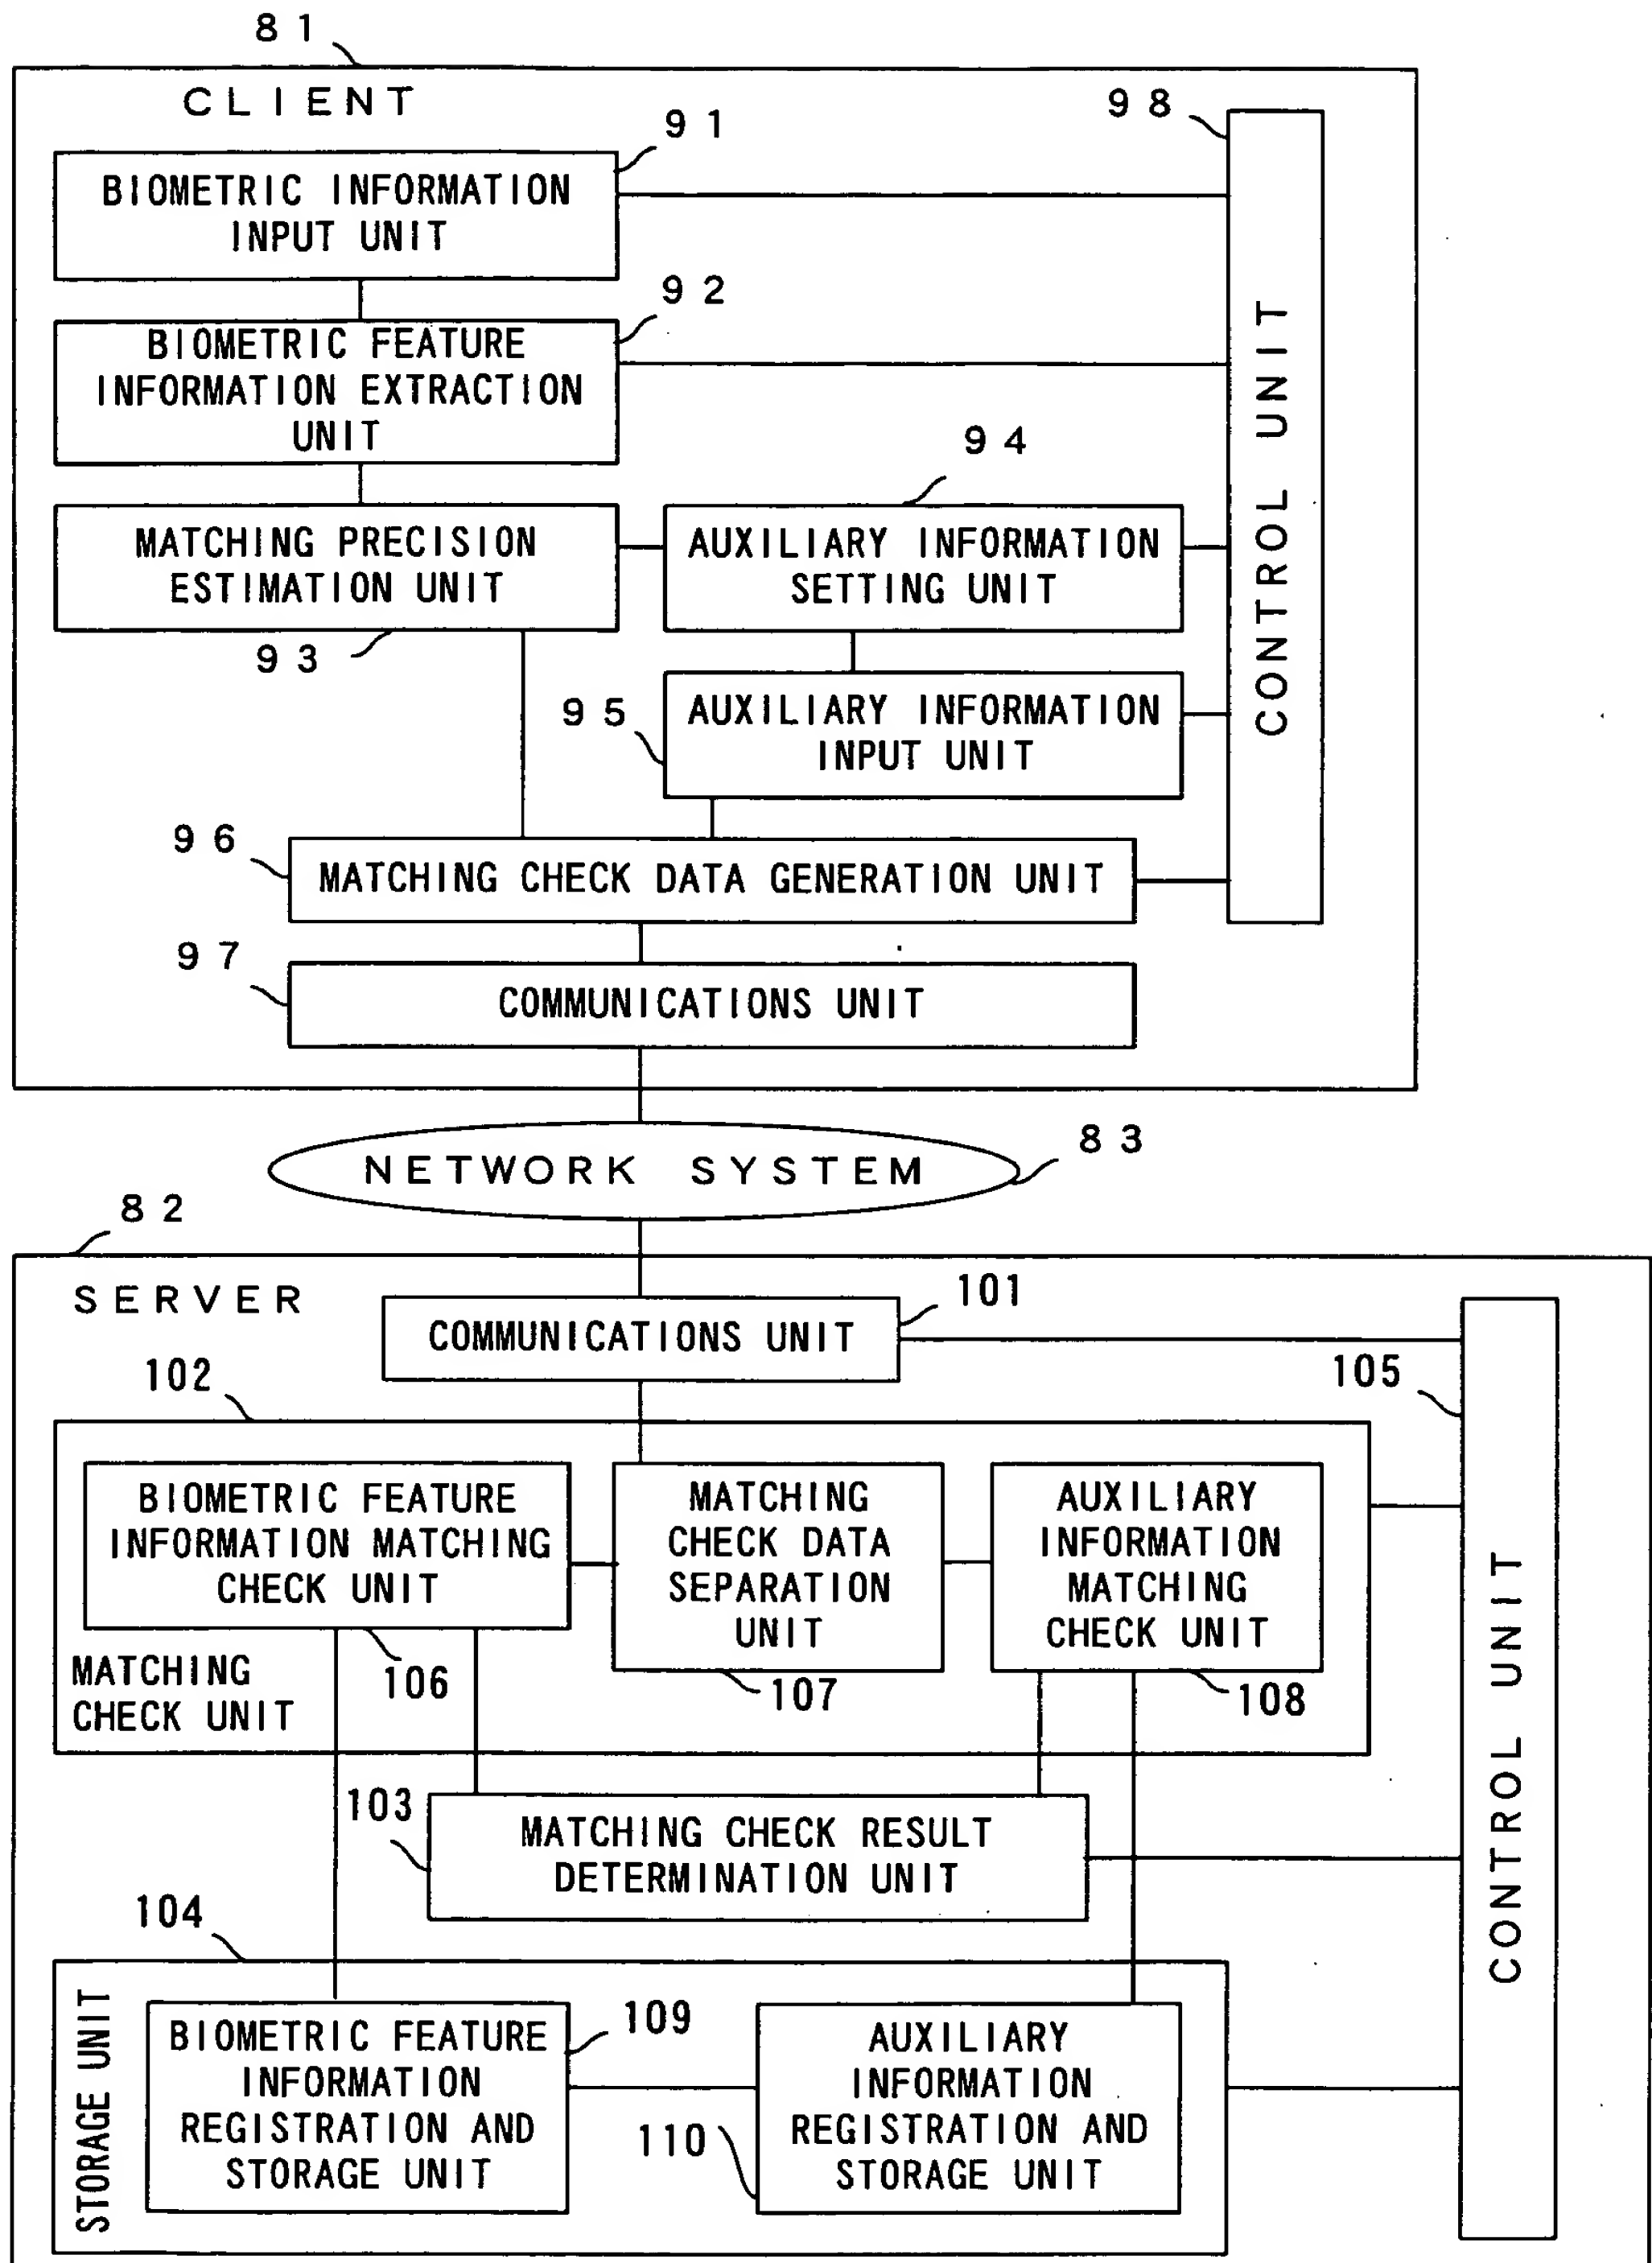 81
CLIENT
98
91
BIOMETRIC INFORMATION
INPUT UNIT
92
BIOMETRIC FEATURE
INFORMATION EXTRACTION
UNIT
94
MATCHING PRECISION
ESTIMATION UNIT
93
AUXILIARY INFORMATION
SETTING UNIT
95
AUXILIARY INFORMATION
INPUT UNIT
CONTROL UNIT
96
MATCHING CHECK DATA GENERATION UNIT
97
COMMUNICATIONS UNIT
NETWORK SYSTEM
83
82
SERVER
101
COMMUNICATIONS UNIT
105
102
BIOMETRIC FEATURE
INFORMATION MATCHING
CHECK UNIT
106
MATCHING
CHECK DATA
SEPARATION
UNIT
107
AUXILIARY
INFORMATION
MATCHING
CHECK UNIT
108
MATCHING
CHECK UNIT
CONTROL UNIT
103
MATCHING CHECK RESULT
DETERMINATION UNIT
104
STORAGE UNIT
BIOMETRIC FEATURE
INFORMATION
REGISTRATION AND
STORAGE UNIT
109
110
AUXILIARY
INFORMATION
REGISTRATION AND
STORAGE UNIT